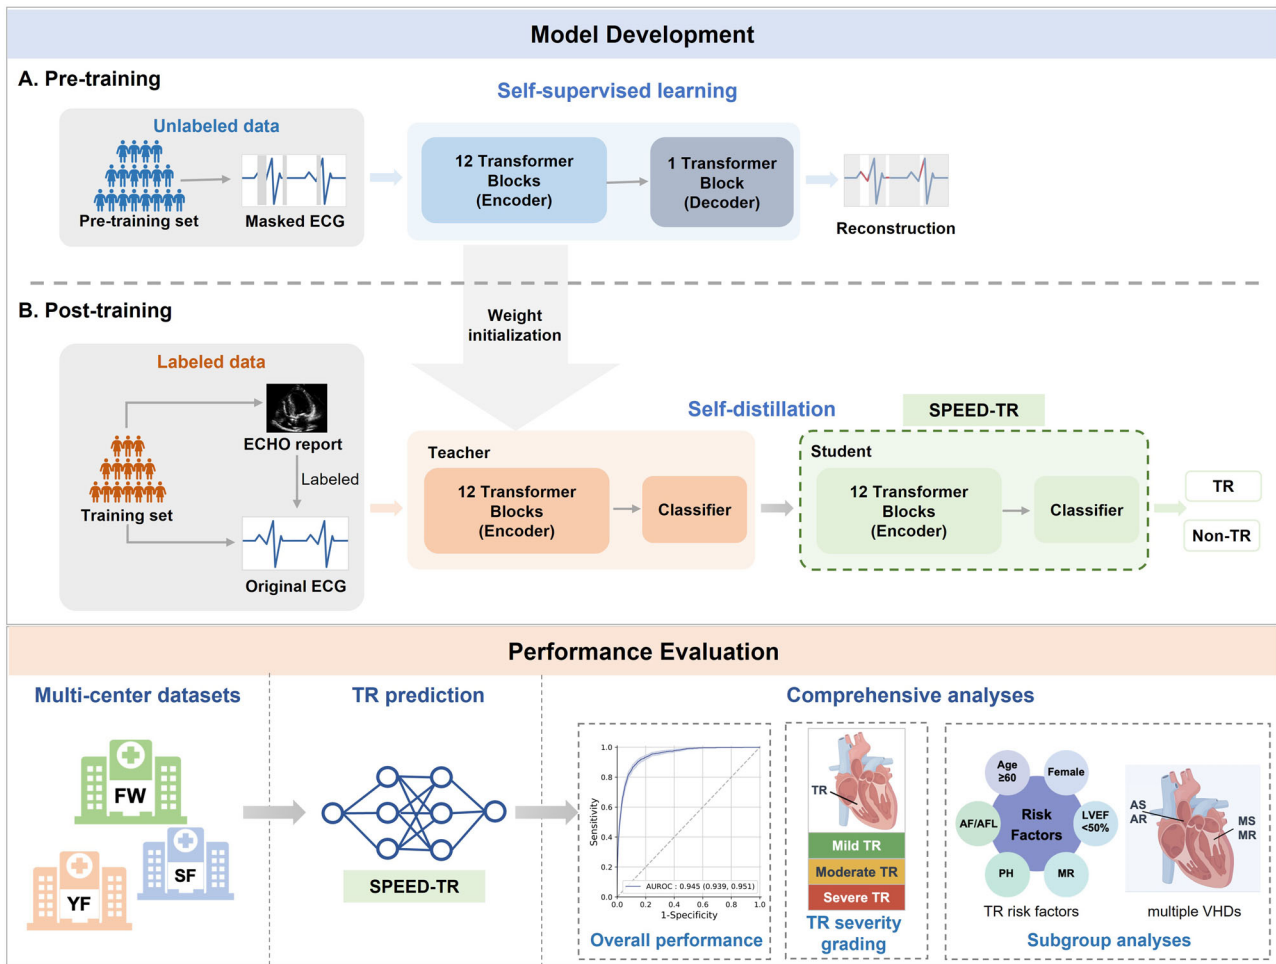 Model Development
A. Pre-training
Self-supervised learning
Unlabeled data
Pre-training set
Masked ECG
12 Transformer
Blocks
(Encoder)
1 Transformer
Block
(Decoder)
Reconstruction
Weight
initialization
B. Post-training
Labeled data
ECHO report
Labeled
Training set
Original ECG
Self-distillation
SPEED-TR
Teacher
12 Transformer
Blocks
(Encoder)
Classifier
Student
12 Transformer
Blocks
(Encoder)
Classifier
TR
Non-TR
Performance Evaluation
Multi-center datasets
FW
SF
YF
TR prediction
SPEED-TR
Comprehensive analyses
Sensitivity
1.0
0.8
0.6
0.4
0.2
0.0
0.0 0.2 0.4 0.6 0.8 1.0
AUROC : 0.945 (0.939, 0.951)
1-Specificity
Overall performance
TR
Mild TR
Moderate TR
Severe TR
TR severity
grading
Age
≥60
Female
AF/AFL
Risk
Factors
LVEF
<50%
PH
MR
TR risk factors
AS
AR
MS
MR
multiple VHDs
Subgroup analyses